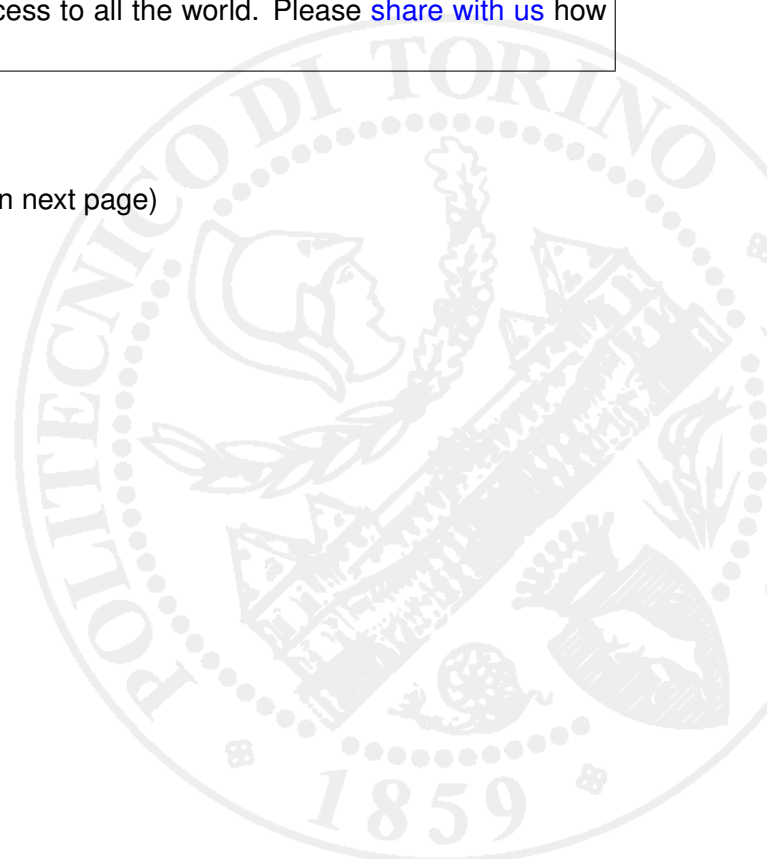 cess to all the world. Please share with us how
n next page)
POLITECNICO DI TORINO
1859